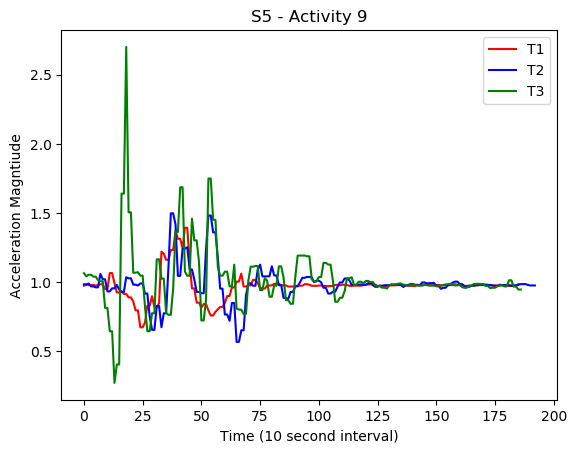 S5 - Activity 9
T1
T2
T3
Acceleration Magntiude
2.5
2.0
1.5
1.0
0.5
0 25 50 75 100 125 150 175 200
Time (10 second interval)